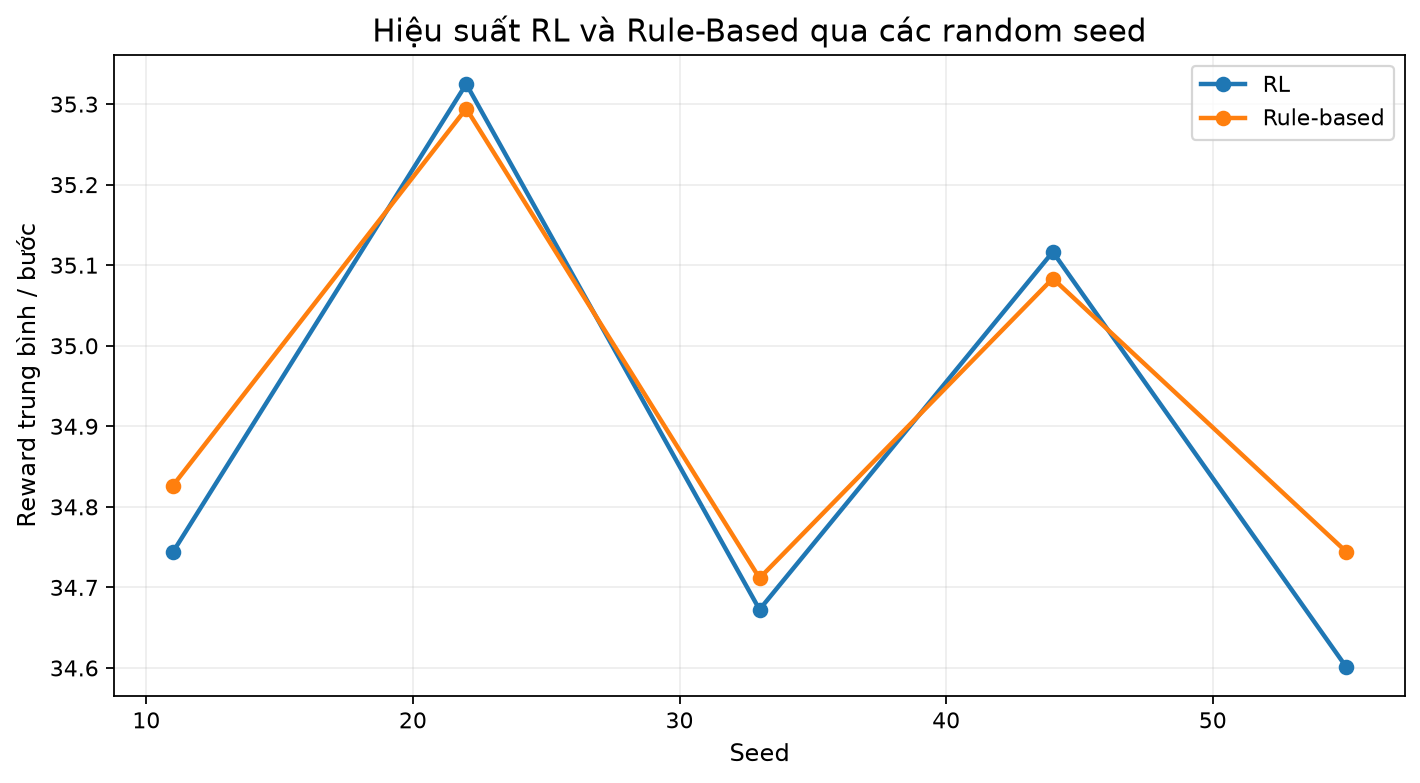 Hiệu suất RL và Rule-Based qua các random seed
RL
Rule-based
Reward trung bình / bước
35.3
35.2
35.1
35.0
34.9
34.8
34.7
34.6
10
20
30
40
50
Seed